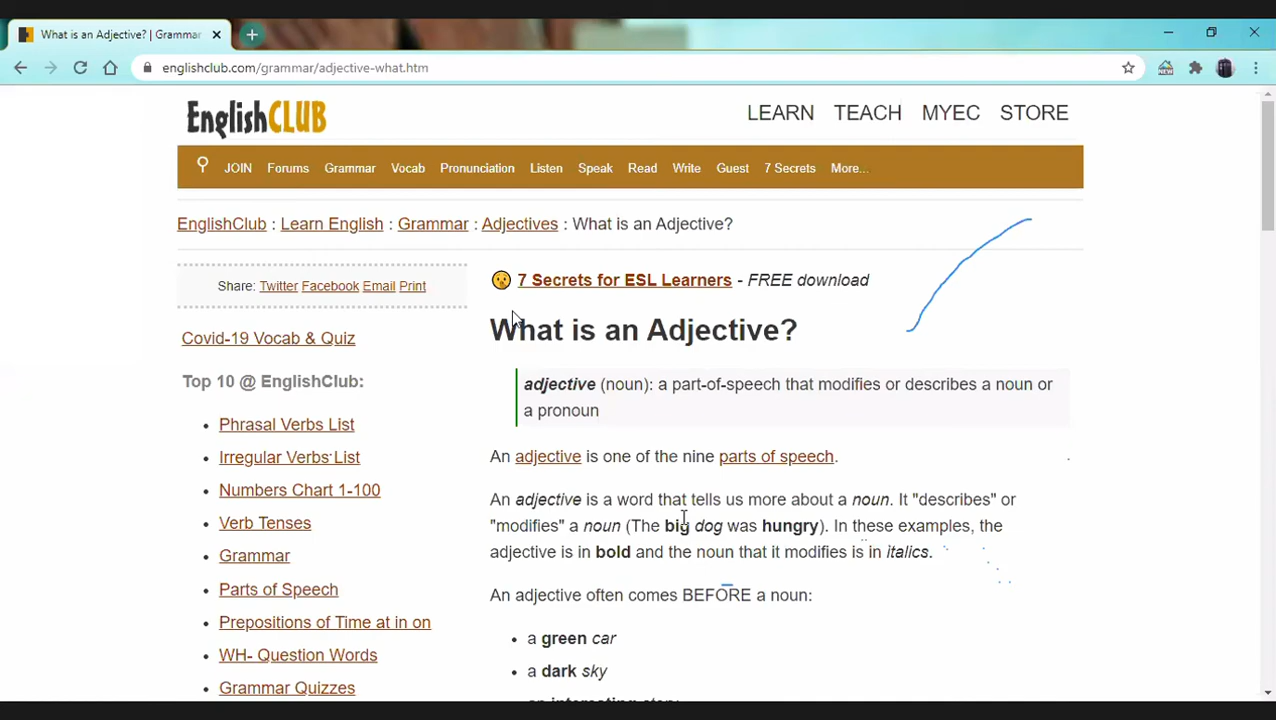 What is an Adjective? | Grammar
englishclub.com/grammar/adjective-what.htm
NEW
EnglishCLUB
LEARN TEACH MYEC STORE
JOIN Forums Grammar Vocab Pronunciation Listen Speak Read Write Guest 7 Secrets More...
EnglishClub : Learn English : Grammar : Adjectives : What is an Adjective?
Share: Twitter Facebook Email Print
Covid-19 Vocab & Quiz
Top 10 @ EnglishClub:
• Phrasal Verbs List
• Irregular Verbs List
• Numbers Chart 1-100
• Verb Tenses
• Grammar
• Parts of Speech
• Prepositions of Time at in on
• WH- Question Words
• Grammar Quizzes
7 Secrets for ESL Learners - FREE download
What is an Adjective?
adjective (noun): a part-of-speech that modifies or describes a noun or
a pronoun
An adjective is one of the nine parts of speech.
An adjective is a word that tells us more about a noun. It "describes" or
"modifies" a noun (The big dog was hungry). In these examples, the
adjective is in bold and the noun that it modifies is in italics.
An adjective often comes BEFORE a noun:
• a green car
• a dark sky
an interesting story